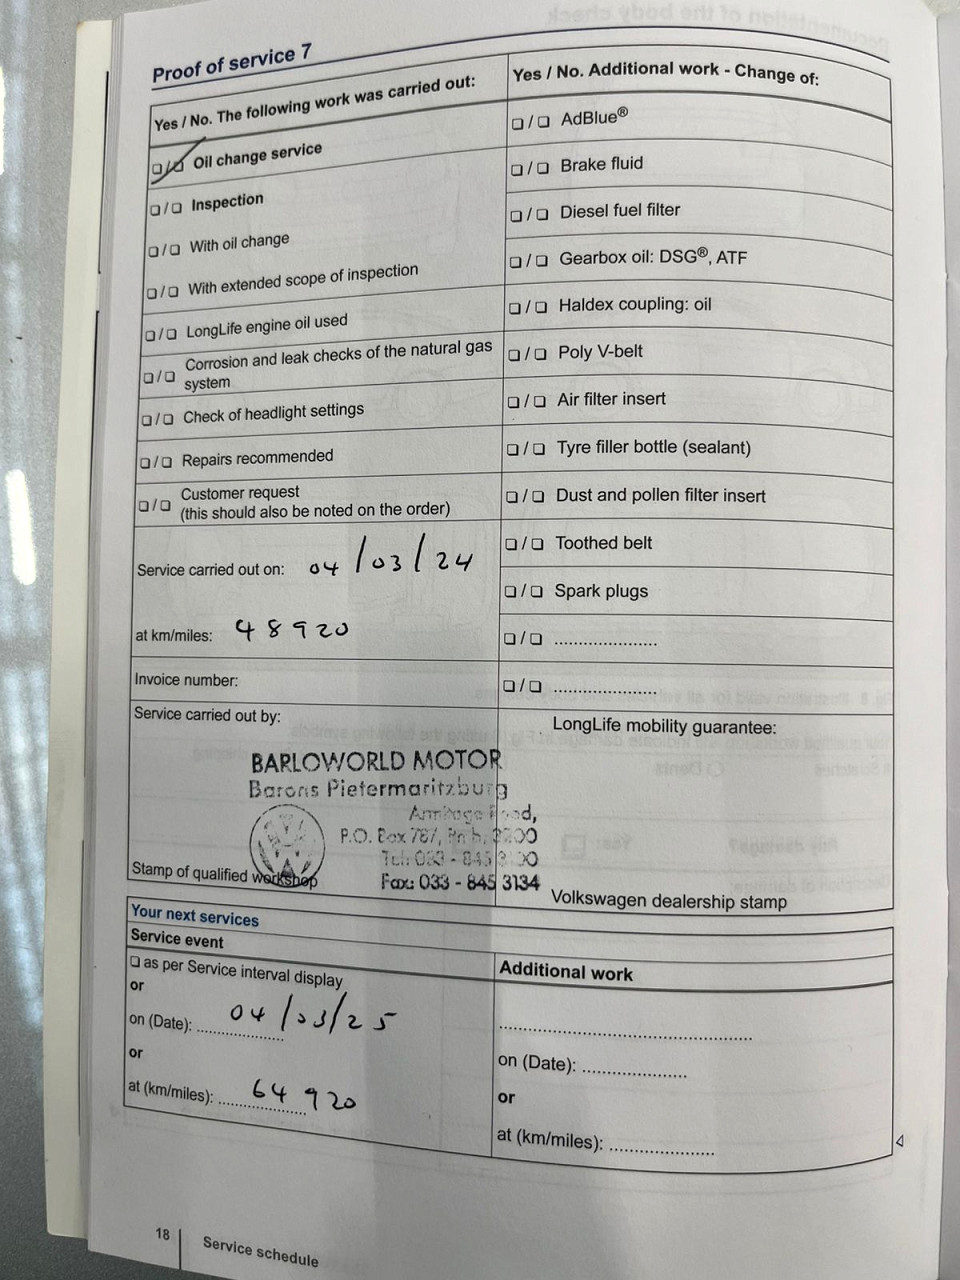 Proof of service 7
Yes / No. The following work was carried out:
❏/❏ Oil change service
❏/❏ Inspection
❏/❏ With oil change
❏/❏ With extended scope of inspection
❏/❏ LongLife engine oil used
❏/❏ Corrosion and leak checks of the natural gas
system
❏/❏ Check of headlight settings
❏/❏ Repairs recommended
❏/❏ Customer request
(this should also be noted on the order)
Service carried out on: 04/03/24
at km/miles: 48920
Invoice number:
Service carried out by:
Yes / No. Additional work - Change of:
❏/❏ AdBlue®
❏/❏ Brake fluid
❏/❏ Diesel fuel filter
❏/❏ Gearbox oil: DSG®, ATF
❏/❏ Haldex coupling: oil
❏/❏ Poly V-belt
❏/❏ Air filter insert
❏/❏ Tyre filler bottle (sealant)
❏/❏ Dust and pollen filter insert
❏/❏ Toothed belt
❏/❏ Spark plugs
❏/❏ .....................
❏/❏ .....................
LongLife mobility guarantee:
BARLOWORLD MOTOR
Barons Pietermaritzburg
Armitage Road,
P.O. Box 787, 3200
Tel: 033 - 845
Fax: 033 - 845 3134
Stamp of qualified workshop
Volkswagen dealership stamp
Your next services
Service event
❏ as per Service interval display
or
on (Date): 04/03/25
or
at (km/miles): 64920
Additional work
on (Date): .....................
or
at (km/miles): .....................
18
Service schedule